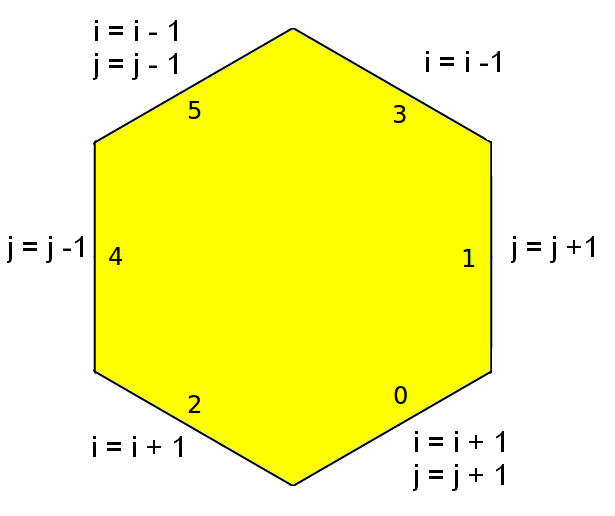 i = i - 1
j = j - 1
i = i -1
5
3
j = j -1
4
1
j = j +1
2
0
i = i + 1
i = i + 1
j = j + 1